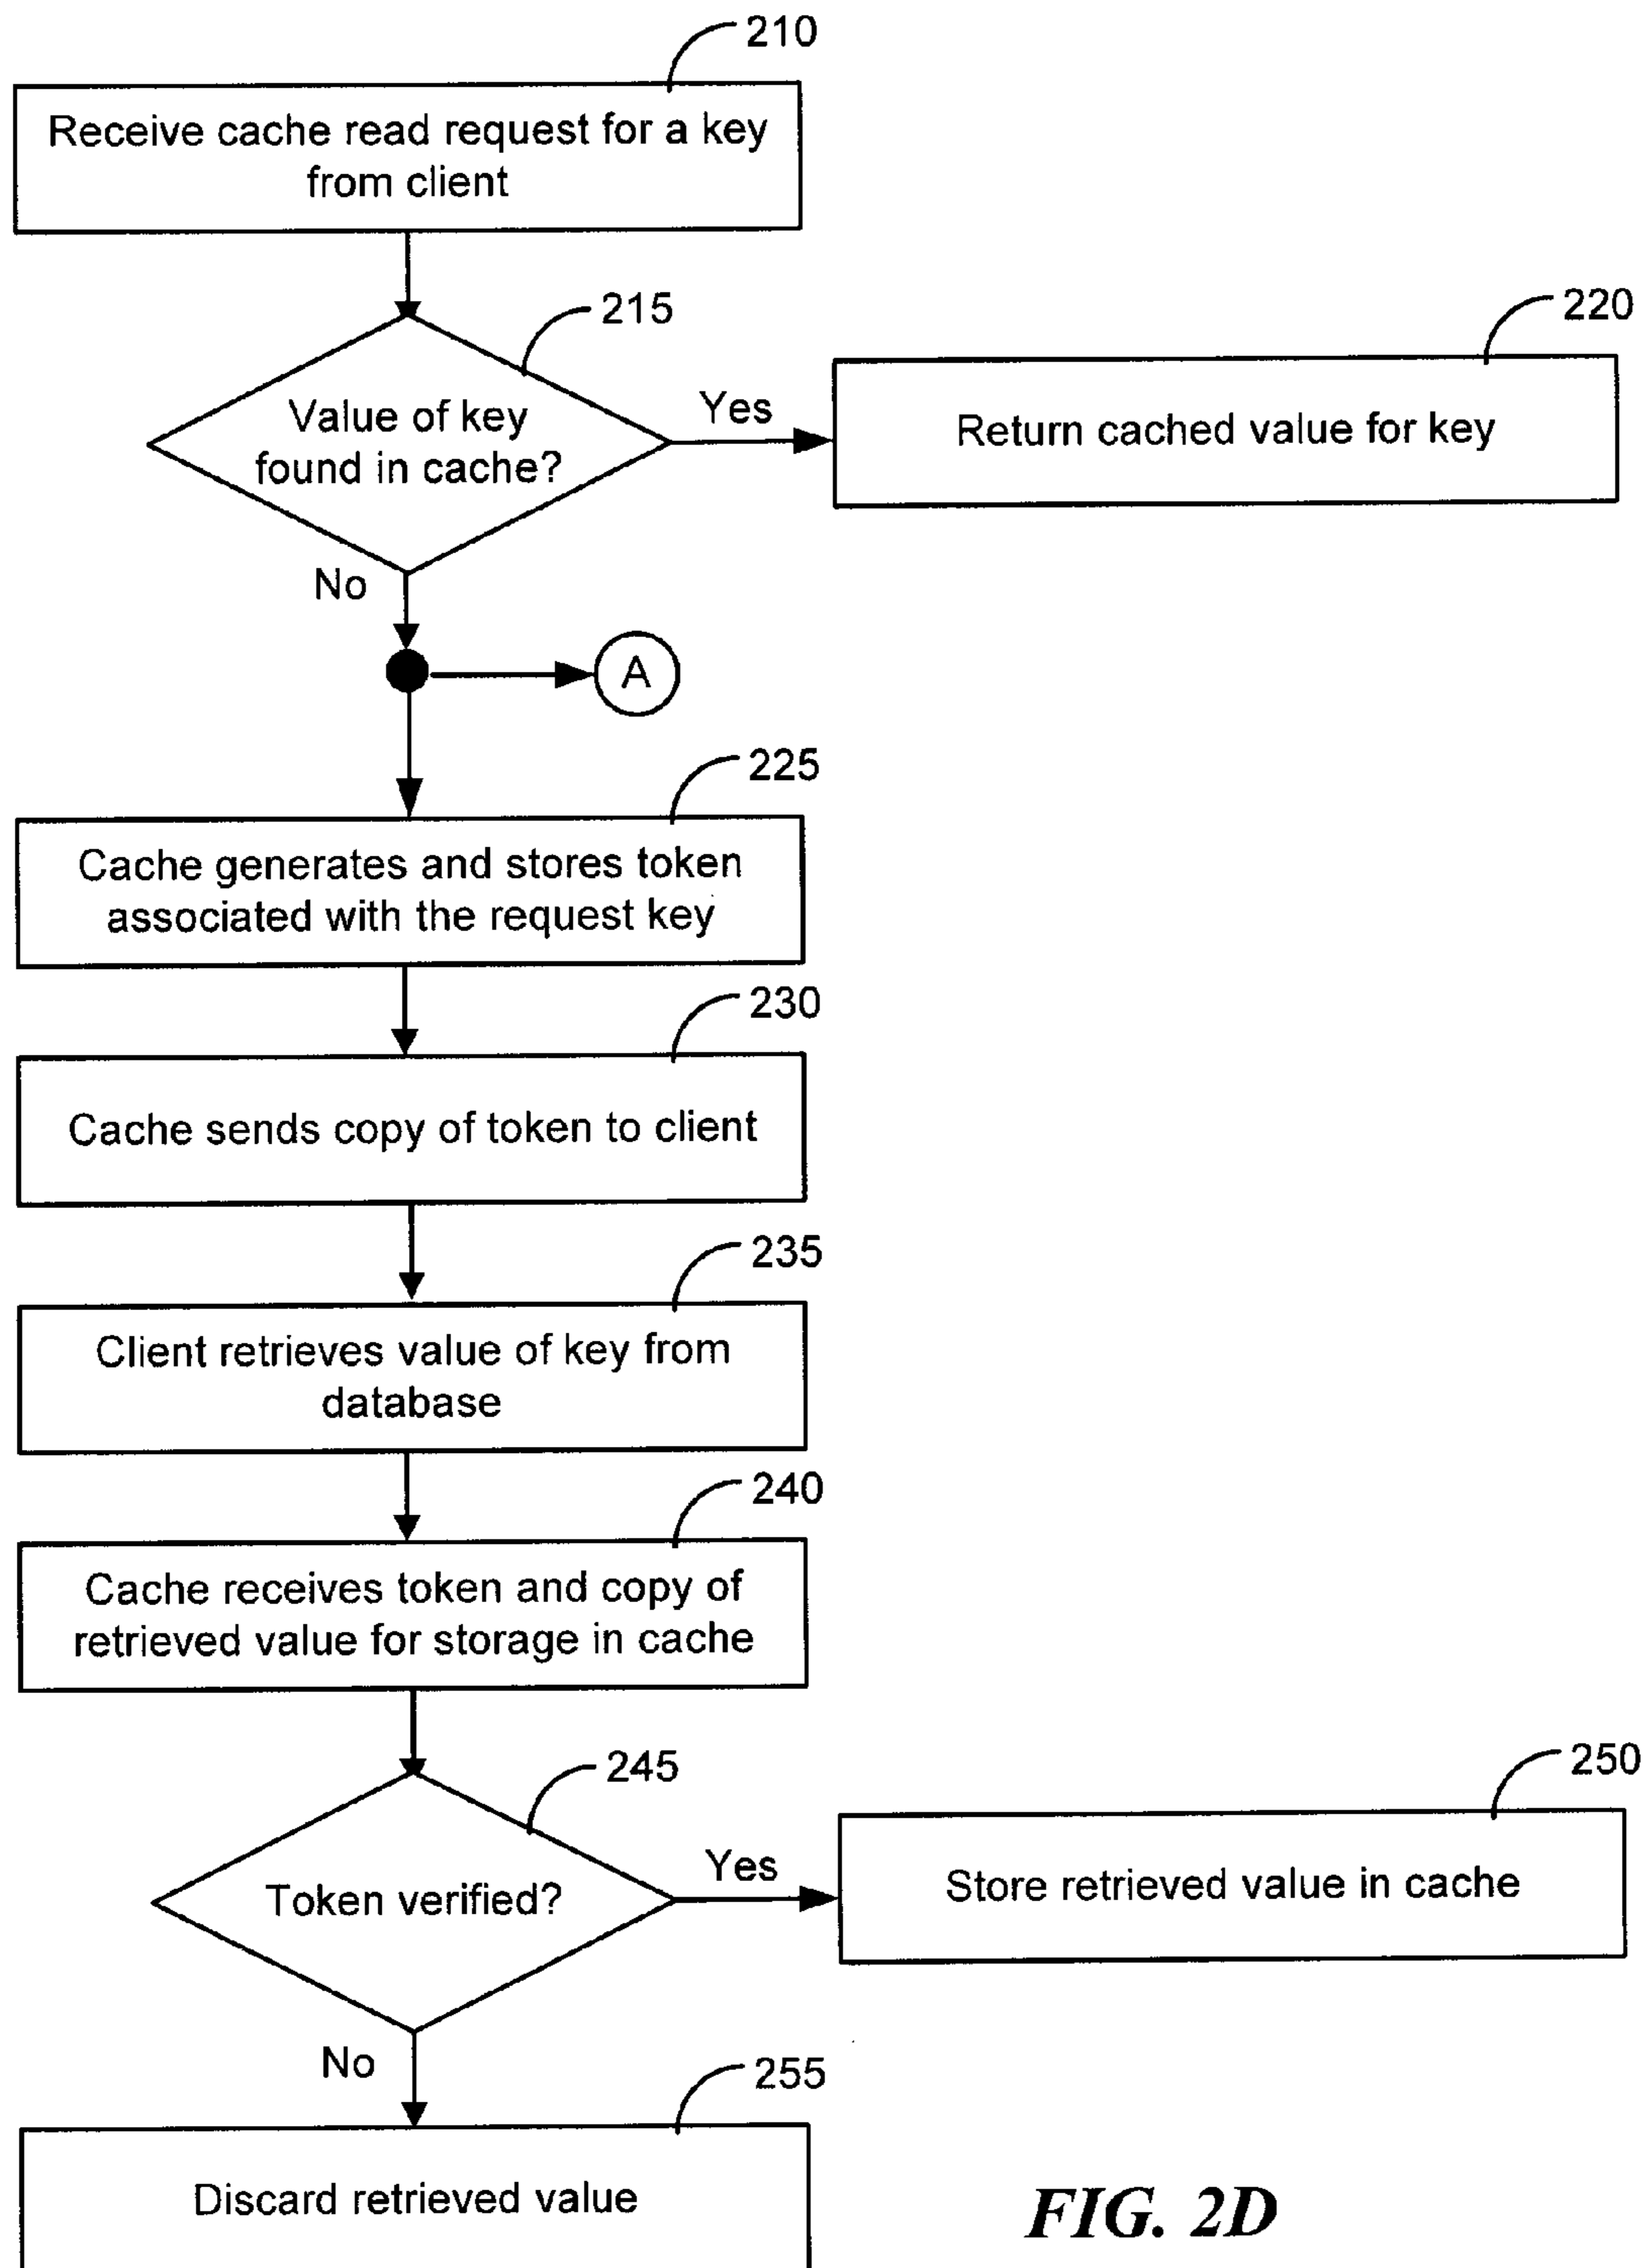 210
Receive cache read request for a key
from client
215
Value of key
found in cache?
Yes
220
Return cached value for key
No
A
225
Cache generates and stores token
associated with the request key
230
Cache sends copy of token to client
235
Client retrieves value of key from
database
240
Cache receives token and copy of
retrieved value for storage in cache
245
Token verified?
Yes
250
Store retrieved value in cache
No
255
Discard retrieved value
FIG. 2D